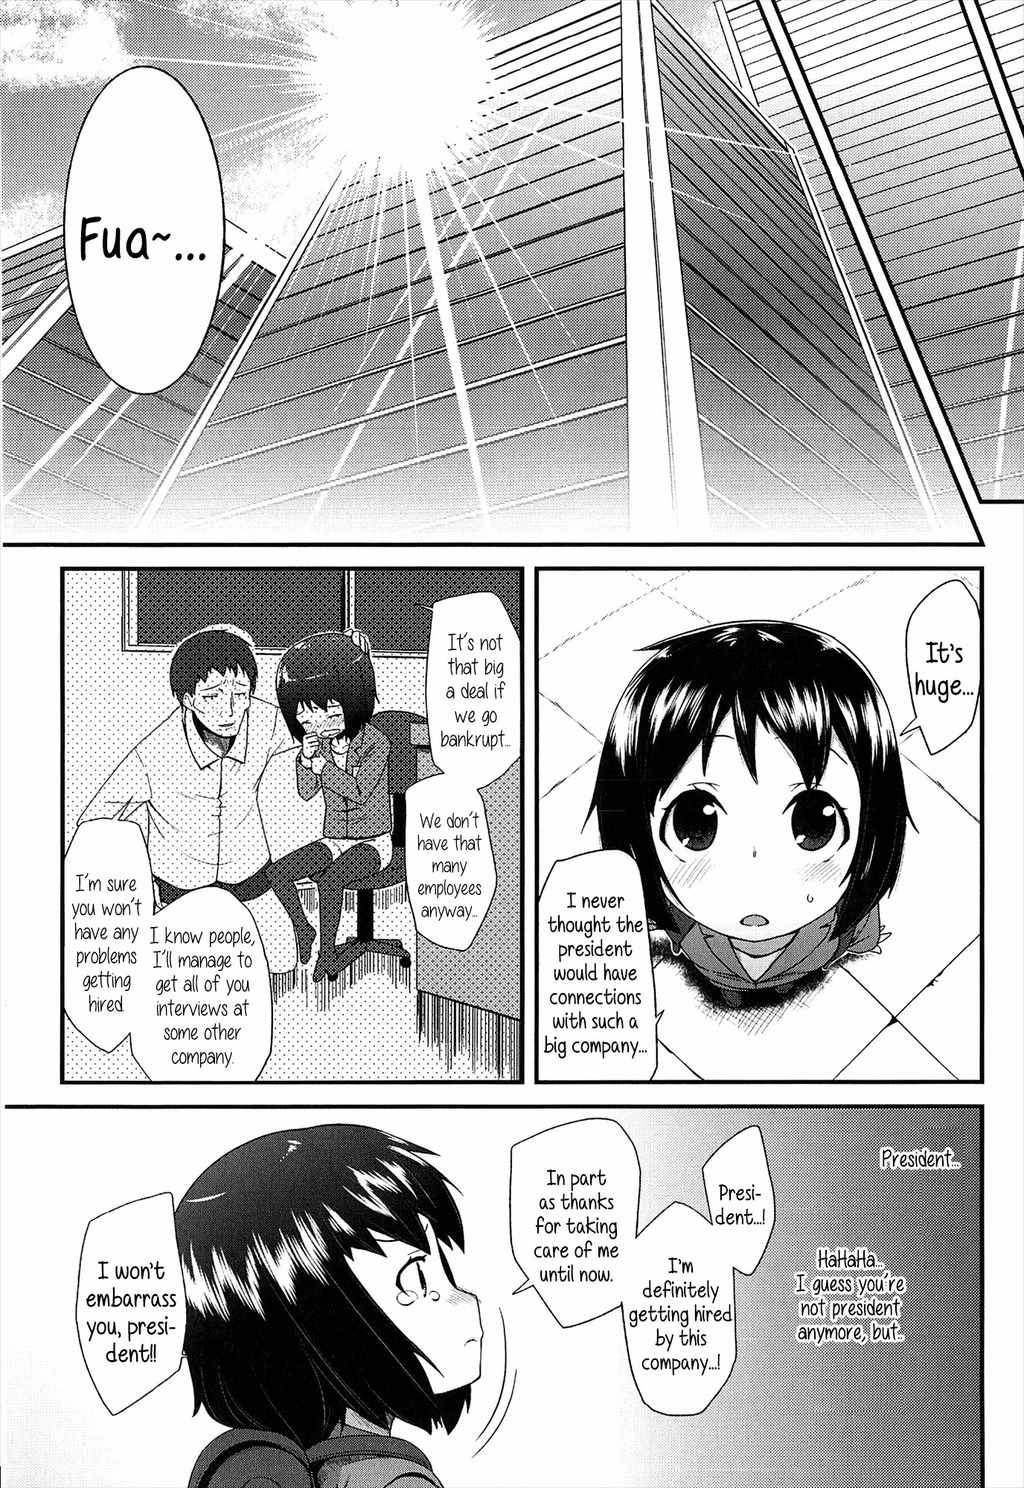 Fua~...
It's
huge...
I never
thought the
president
would have
connections
with such a
big company...
It's not
that big
a deal if
we go
bankrupt...
We don't
have that
many
employees
anyway...
I know people,
I'll manage to
get all of you
interviews at
some other
company.
I'm sure
you won't
have any
problems
getting
hired
President...
HaHaHa...
I guess you're
not president
anymore, but...
Presi-
dent...!
I'm
definitely
getting hired
by this
company...!
In part
as thanks
for taking
care of me
until now.
I won't
embarrass
you, presi-
dent!!